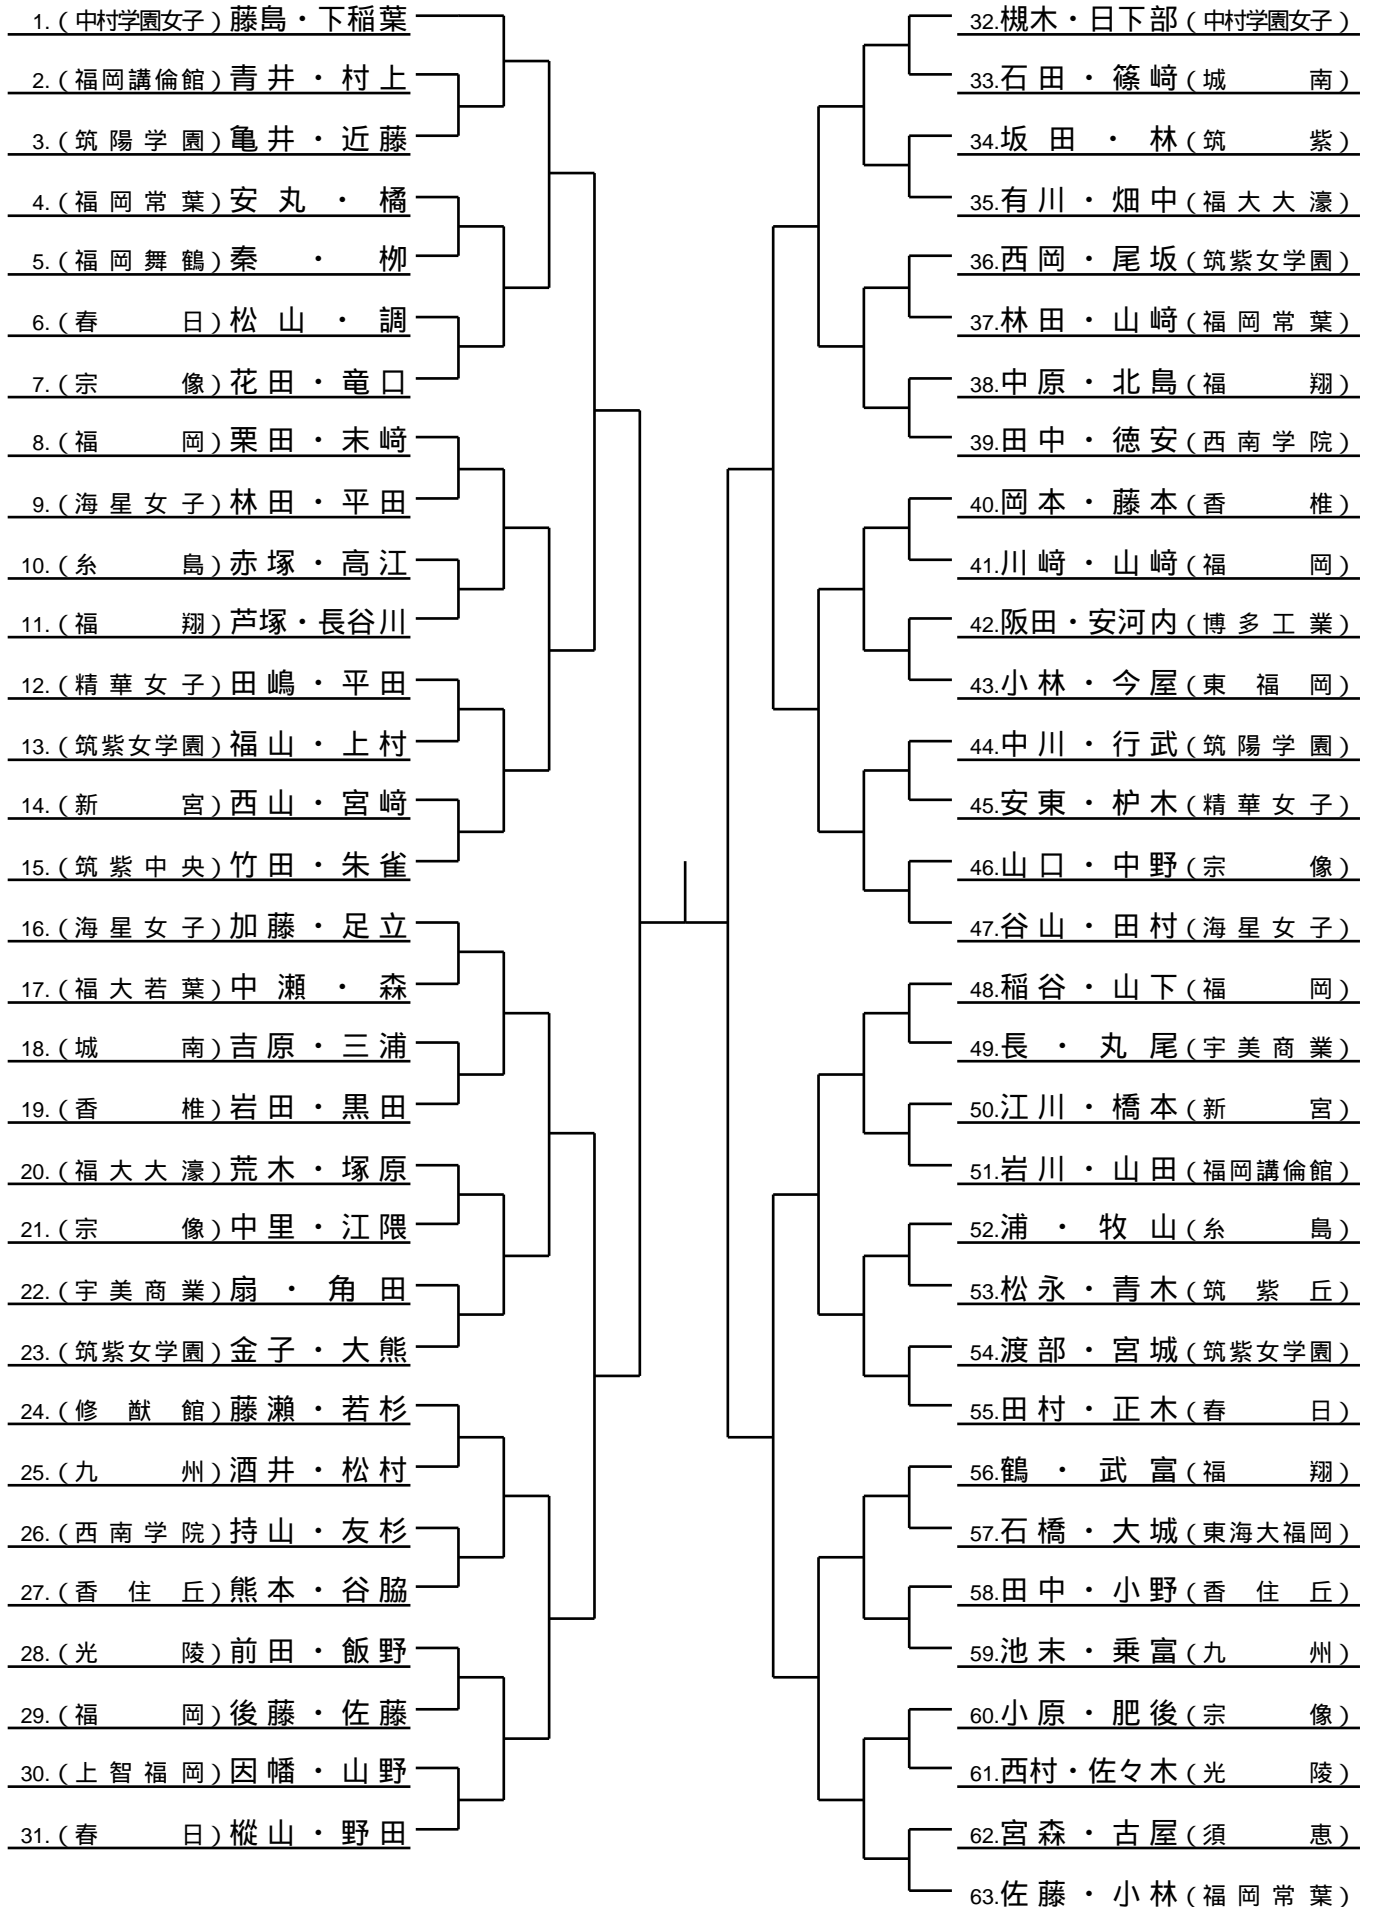 1.（中村学園女子）藤島・下稲葉
2.（福岡講倫館）青井・村上
3.（筑陽学園）亀井・近藤
4.（福岡常葉）安丸・橘
5.（福岡舞鶴）秦・栁
6.（春日）松山・調
7.（宗像）花田・竜口
8.（福岡）栗田・末﨑
9.（海星女子）林田・平田
10.（糸島）赤塚・高江
11.（福翔）芦塚・長谷川
12.（精華女子）田嶋・平田
13.（筑紫女学園）福山・上村
14.（新宮）西山・宮﨑
15.（筑紫中央）竹田・朱雀
16.（海星女子）加藤・足立
17.（福大若葉）中瀬・森
18.（城南）吉原・三浦
19.（香椎）岩田・黒田
20.（福大大濠）荒木・塚原
21.（宗像）中里・江隈
22.（宇美商業）扇・角田
23.（筑紫女学園）金子・大熊
24.（修猷館）藤瀬・若杉
25.（九州）酒井・松村
26.（西南学院）持山・友杉
27.（香住丘）熊本・谷脇
28.（光陵）前田・飯野
29.（福岡）後藤・佐藤
30.（上智福岡）因幡・山野
31.（春日）樅山・野田
32.槻木・日下部（中村学園女子）
33.石田・篠﨑（城南）
34.坂田・林（筑紫）
35.有川・畑中（福大大濠）
36.西岡・尾坂（筑紫女学園）
37.林田・山﨑（福岡常葉）
38.中原・北島（福翔）
39.田中・徳安（西南学院）
40.岡本・藤本（香椎）
41.川﨑・山﨑（福岡）
42.阪田・安河内（博多工業）
43.小林・今屋（東福岡）
44.中川・行武（筑陽学園）
45.安東・枦木（精華女子）
46.山口・中野（宗像）
47.谷山・田村（海星女子）
48.稲谷・山下（福岡）
49.長・丸尾（宇美商業）
50.江川・橋本（新宮）
51.岩川・山田（福岡講倫館）
52.浦・牧山（糸島）
53.松永・青木（筑紫丘）
54.渡部・宮城（筑紫女学園）
55.田村・正木（春日）
56.鶴・武富（福翔）
57.石橋・大城（東海大福岡）
58.田中・小野（香住丘）
59.池末・乗富（九州）
60.小原・肥後（宗像）
61.西村・佐々木（光陵）
62.宮森・古屋（須恵）
63.佐藤・小林（福岡常葉）